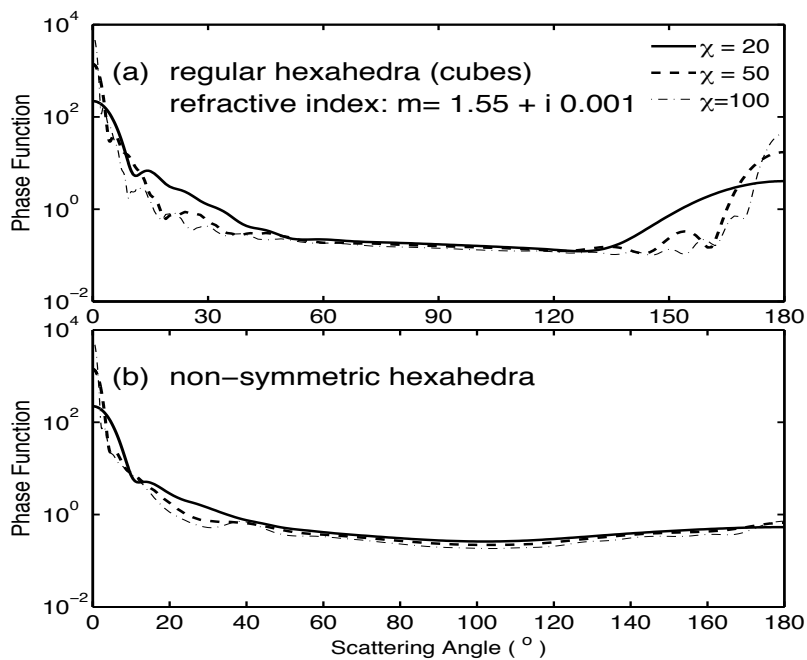 10^4
10^2
10^0
10^-2
Phase Function
(a) regular hexahedra (cubes)
refractive index: m= 1.55 + i 0.001
χ = 20
χ = 50
χ=100
0 30 60 90 120 150 180
10^4
10^2
10^0
10^-2
Phase Function
(b) non−symmetric hexahedra
0 20 40 60 80 100 120 140 160 180
Scattering Angle ( ° )